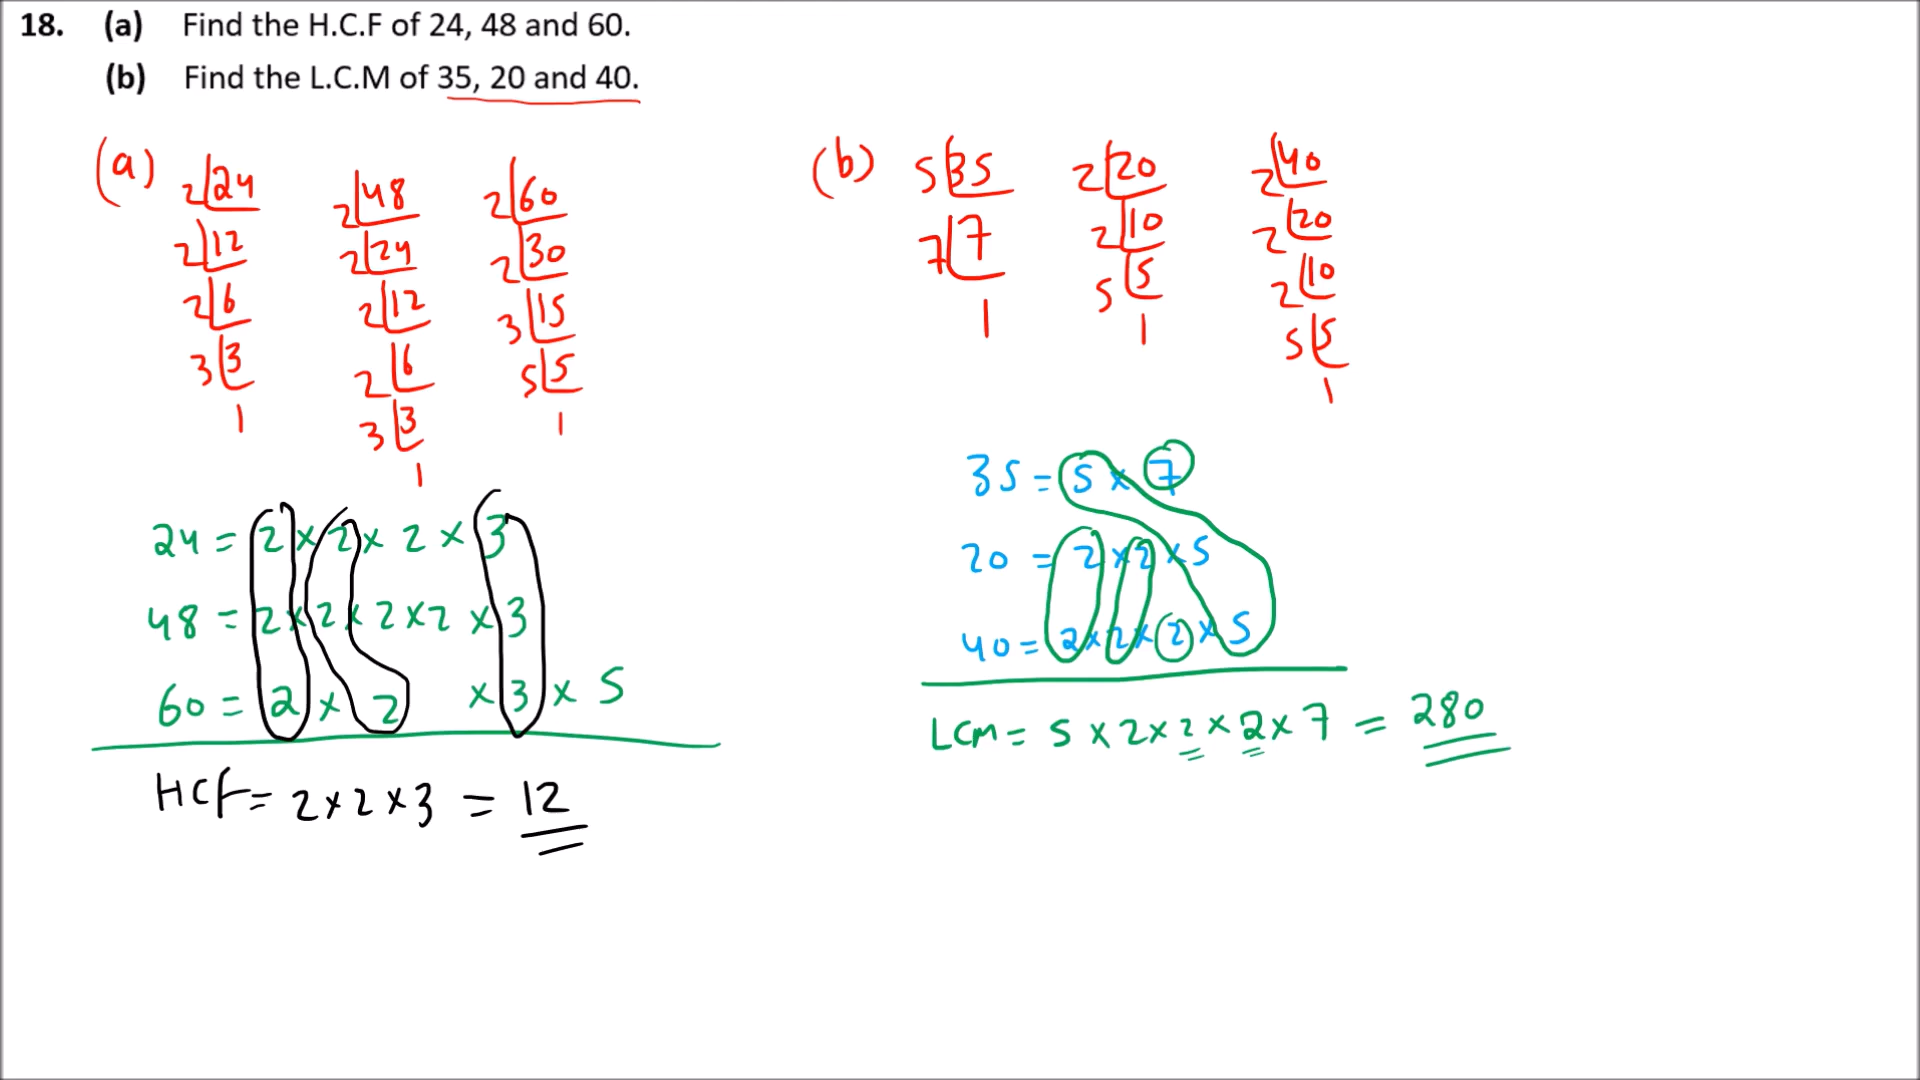 18. (a) Find the H.C.F of 24, 48 and 60.
(b) Find the L.C.M of 35, 20 and 40.
(a)
2 24
2 12
2 6
3 3
1
2 48
2 24
2 12
2 6
3 3
1
2 60
2 30
3 15
5 5
1
24 = 2 × 2 × 2 × 3
48 = 2 × 2 × 2 × 2 × 3
60 = 2 × 2 × 3 × 5
HCF = 2 × 2 × 3 = 12
(b)
5 35
7 7
1
2 20
2 10
5 5
1
2 40
2 20
2 10
5 5
1
35 = 5 × 7
20 = 2 × 2 × 5
40 = 2 × 2 × 2 × 5
LCM = 5 × 2 × 2 × 2 × 7 = 280